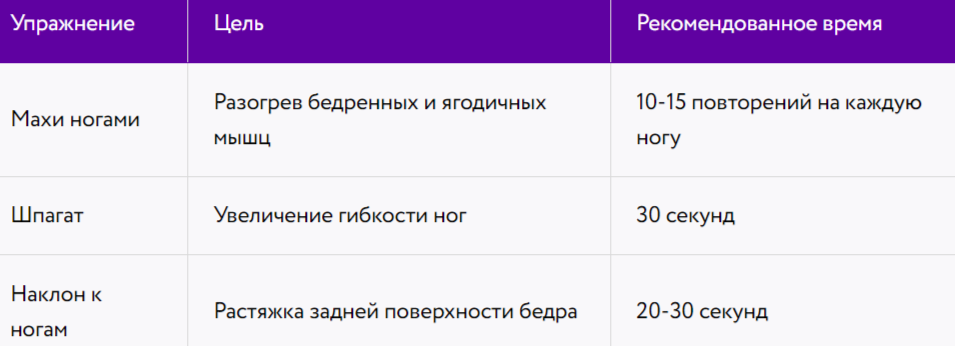 Упражнение Цель Рекомендованное время
Махи ногами
Разогрев бедренных и ягодичных
мышц
10-15 повторений на каждую
ногу
Шпагат Увеличение гибкости ног 30 секунд
Наклон к
ногам
Растяжка задней поверхности бедра 20-30 секунд